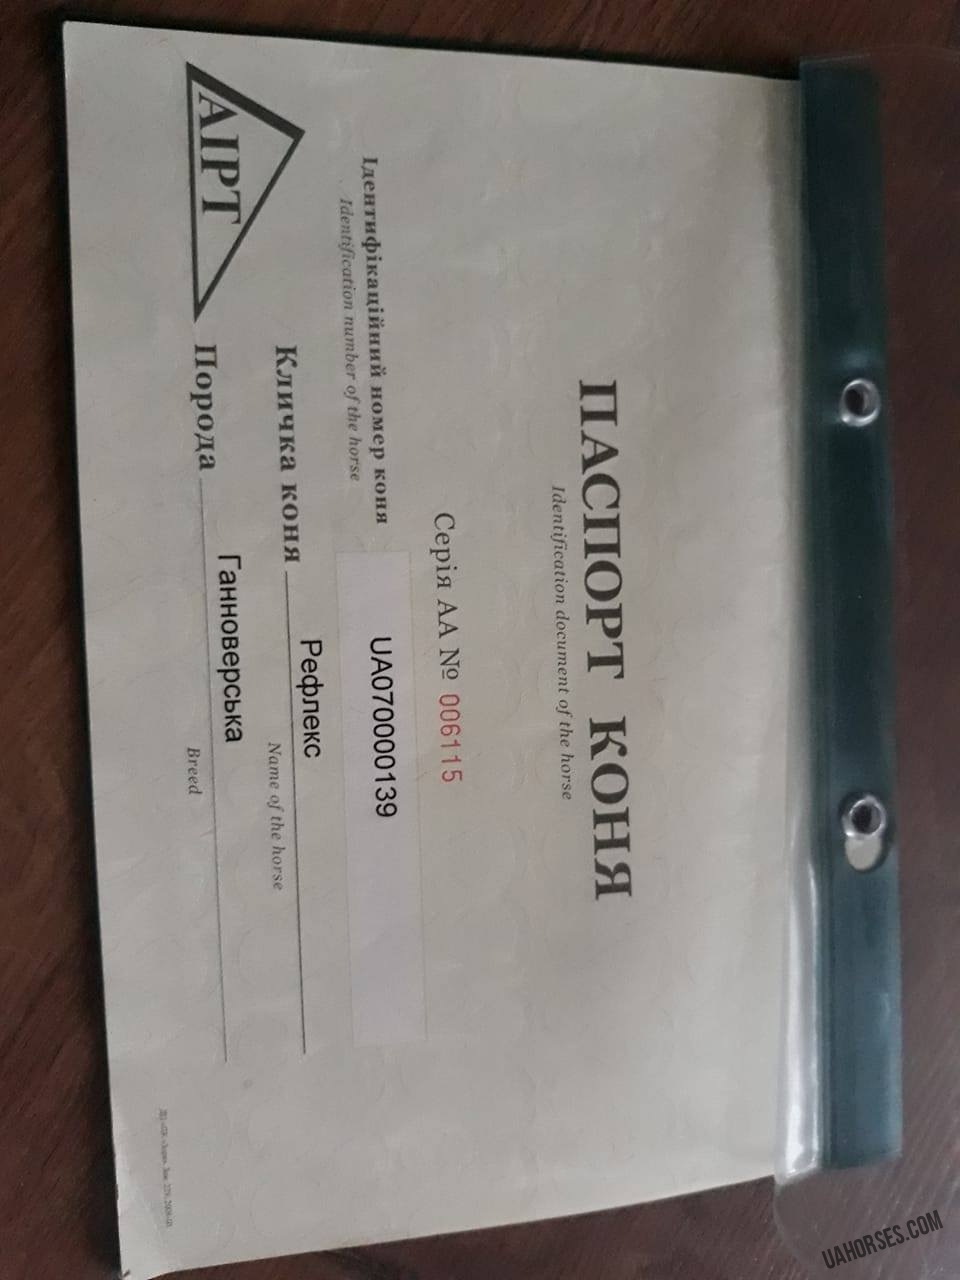 ПАСПОРТ КОНЯ
Identification document of the horse
Серія АА № 006115
Ідентифікаційний номер коня UA070000139
Identification number of the horse
Кличка коня Рефлекс
Name of the horse
АІРТ
Порода Ганноверська
Breed
UAHORSES.COM